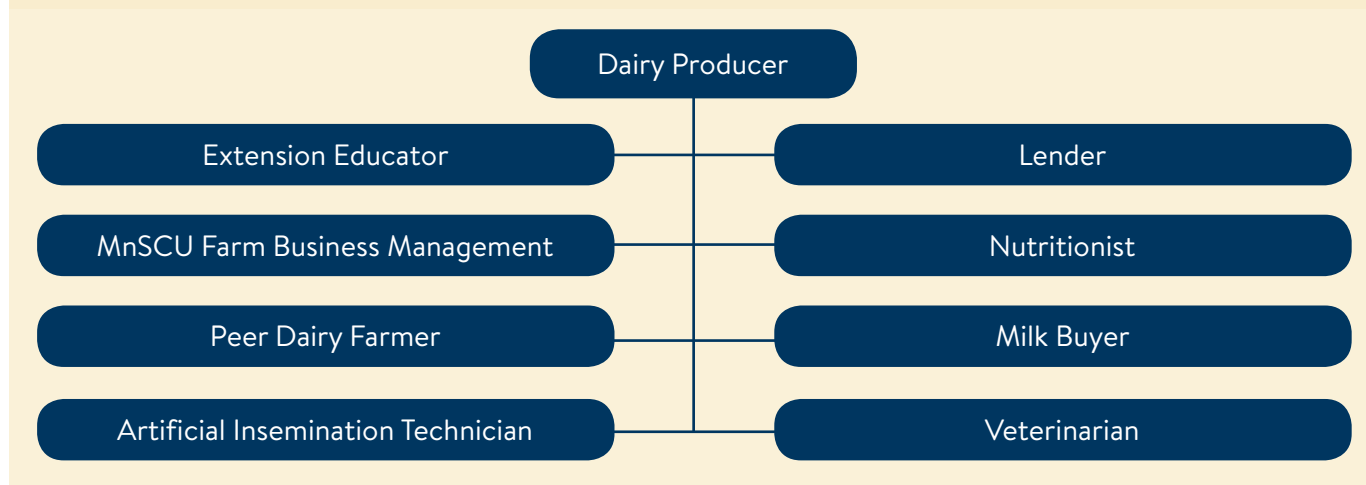 Dairy Producer
Extension Educator
Lender
MnSCU Farm Business Management
Nutritionist
Peer Dairy Farmer
Milk Buyer
Artificial Insemination Technician
Veterinarian